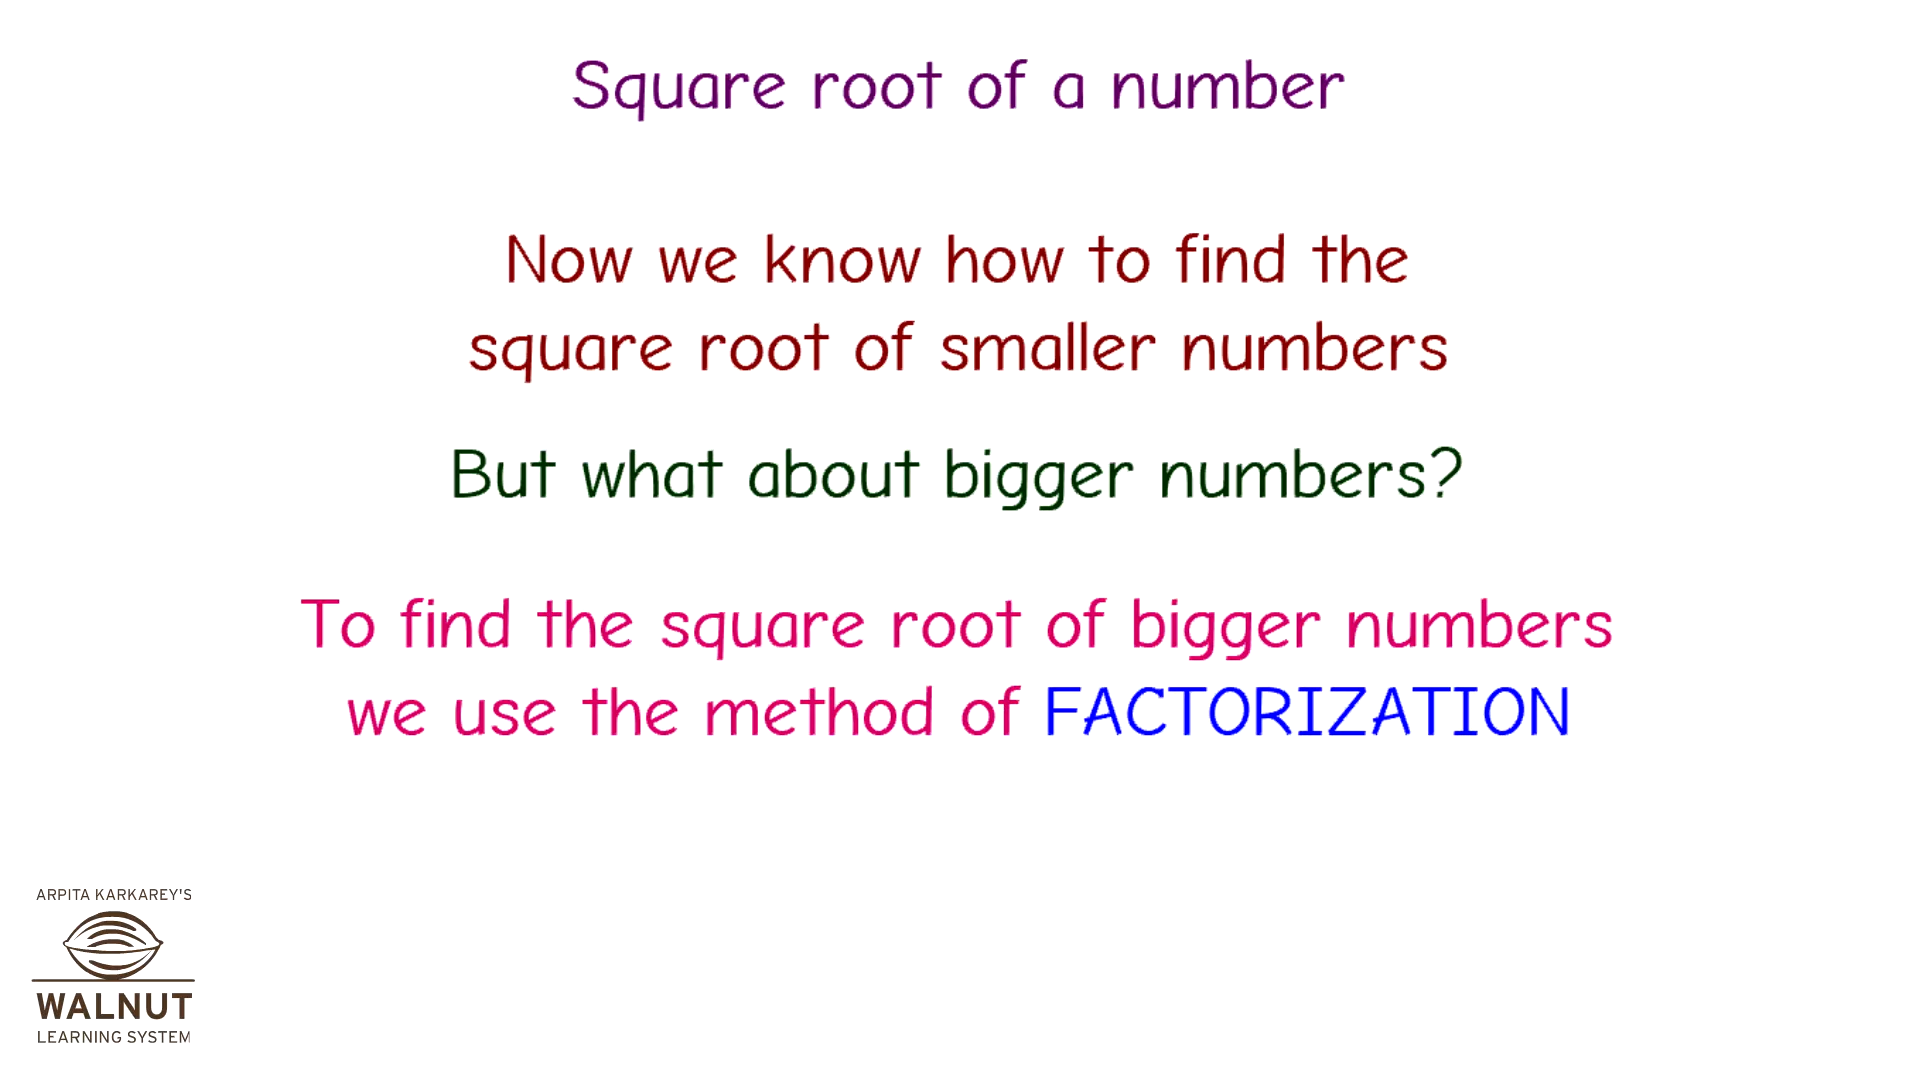 Square root of a number
Now we know how to find the
square root of smaller numbers
But what about bigger numbers?
To find the square root of bigger numbers
we use the method of FACTORIZATION
ARPITA KARKAREY'S
WALNUT
LEARNING SYSTEM